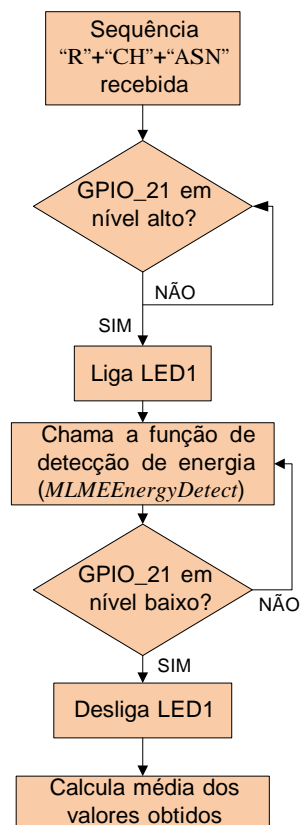 Sequência
“R”+“CH”+“ASN”
recebida
GPIO_21 em
nível alto?
NÃO
SIM
Liga LED1
Chama a função de
detecção de energia
(MLMEEnergyDetect)
GPIO_21 em
nível baixo?
NÃO
SIM
Desliga LED1
Calcula média dos
valores obtidos